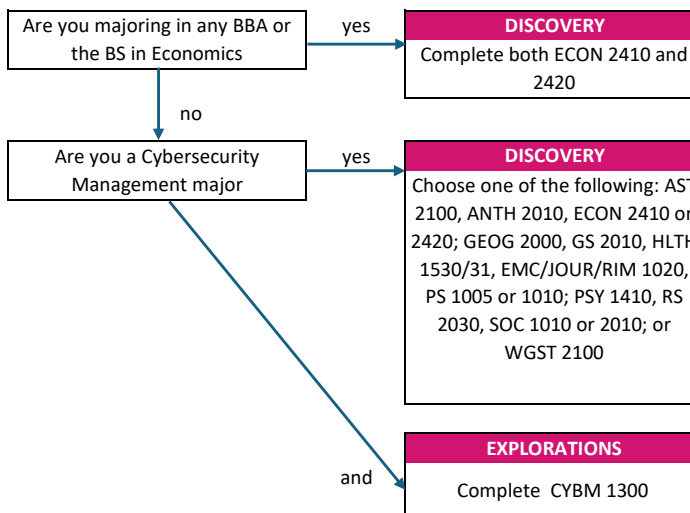 Are you majoring in any BBA or
the BS in Economics
yes
DISCOVERY
Complete both ECON 2410 and
2420
no
Are you a Cybersecurity
Management major
yes
DISCOVERY
Choose one of the following:
2100, ANTH 2010, ECON 2410 or
2420; GEOG 2000, GS 2010, HLTH
1530/31, EMC/JOUR/RIM 1020,
PS 1005 or 1010; PSY 1410, RS
2030, SOC 1010 or 2010; or
WGST 2100
and
EXPLORATIONS
Complete CYBM 1300